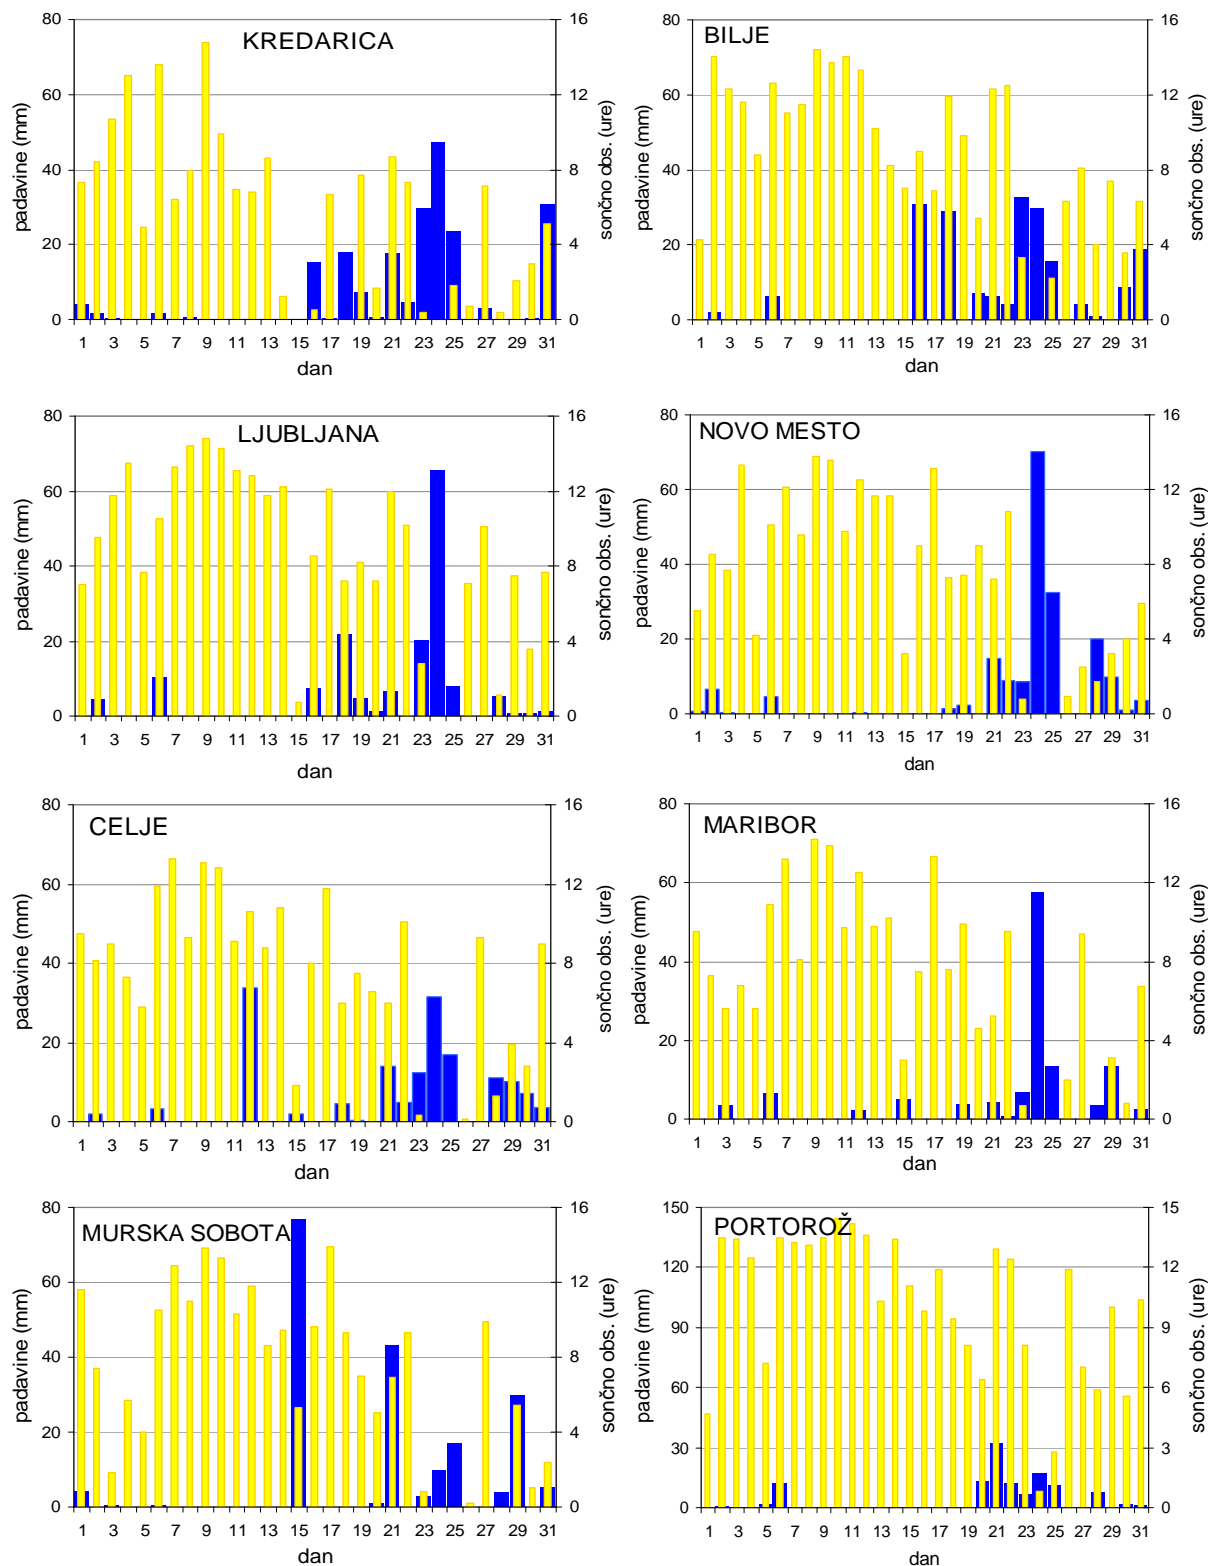 KREDARICA
padavine (mm)
sončno obs. (ure)
80 60 40 20 0
16 12 8 4 0
1 3 5 7 9 11 13 15 17 19 21 23 25 27 29 31
dan
BILJE
padavine (mm)
sončno obs. (ure)
80 60 40 20 0
16 12 8 4 0
1 3 5 7 9 11 13 15 17 19 21 23 25 27 29 31
dan
LJUBLJANA
padavine (mm)
sončno obs. (ure)
80 60 40 20 0
16 12 8 4 0
1 3 5 7 9 11 13 15 17 19 21 23 25 27 29 31
dan
NOVO MESTO
padavine (mm)
sončno obs. (ure)
80 60 40 20 0
16 12 8 4 0
1 3 5 7 9 11 13 15 17 19 21 23 25 27 29 31
dan
CELJE
padavine (mm)
sončno obs. (ure)
80 60 40 20 0
16 12 8 4 0
1 3 5 7 9 11 13 15 17 19 21 23 25 27 29 31
dan
MARIBOR
padavine (mm)
sončno obs. (ure)
80 60 40 20 0
16 12 8 4 0
1 3 5 7 9 11 13 15 17 19 21 23 25 27 29 31
dan
MURSKA SOBOTA
padavine (mm)
sončno obs. (ure)
80 60 40 20 0
16 12 8 4 0
1 3 5 7 9 11 13 15 17 19 21 23 25 27 29 31
dan
PORTOROŽ
padavine (mm)
sončno obs. (ure)
150 120 90 60 30 0
15 12 9 6 3 0
1 3 5 7 9 11 13 15 17 19 21 23 25 27 29 31
dan